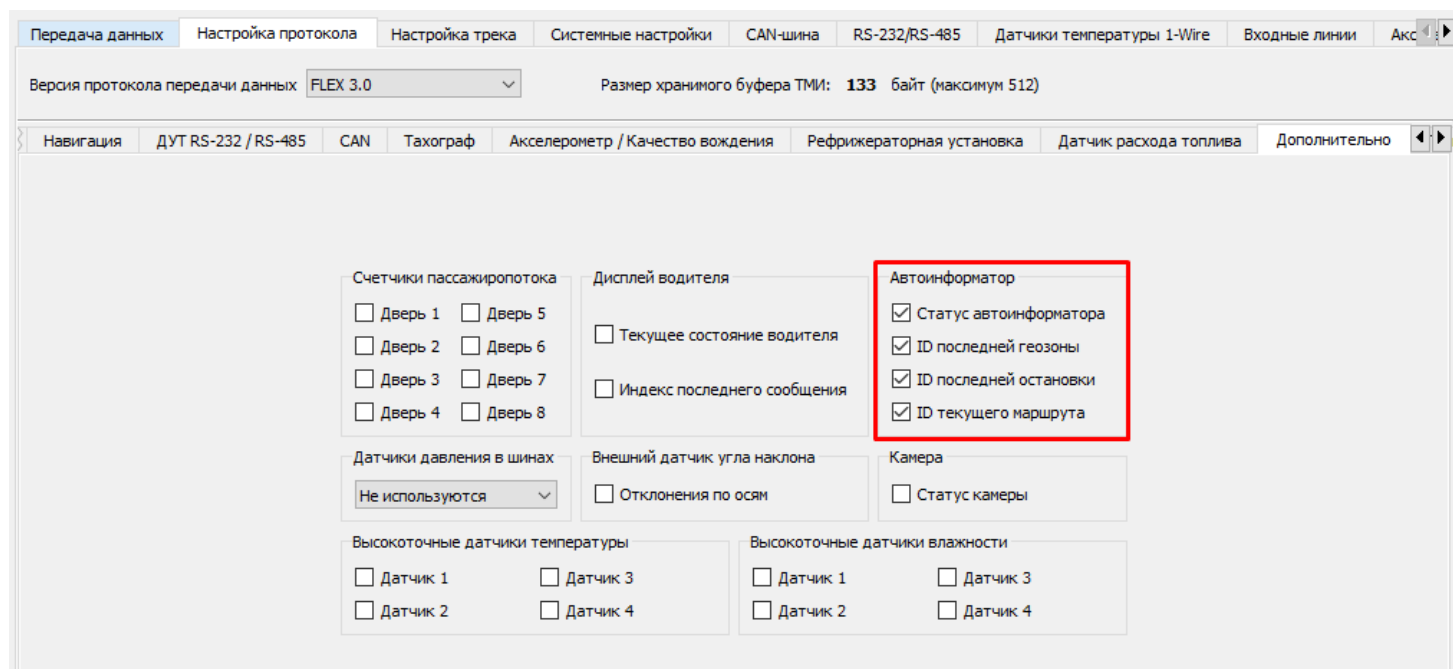 Передача данных Настройка протокола Настройка трека Системные настройки CAN-шина RS-232/RS-485 Датчики температуры 1-Wire Входные линии
Версия протокола передачи данных FLEX 3.0 Размер хранимого буфера ТМИ: 133 байт (максимум 512)
Навигация ДУТ RS-232 / RS-485 CAN Тахограф Акселерометр / Качество вождения Рефрижераторная установка Датчик расхода топлива Дополнительно
Счетчики пассажиропотока
Дверь 1 Дверь 5
Дверь 2 Дверь 6
Дверь 3 Дверь 7
Дверь 4 Дверь 8
Дисплей водителя
Текущее состояние водителя
Индекс последнего сообщения
Автоинформатор
Статус автоинформатора
ID последней геозоны
ID последней остановки
ID текущего маршрута
Датчики давления в шинах
Не используются
Внешний датчик угла наклона
Отклонения по осям
Камера
Статус камеры
Высокоточные датчики температуры
Датчик 1 Датчик 3
Датчик 2 Датчик 4
Высокоточные датчики влажности
Датчик 1 Датчик 3
Датчик 2 Датчик 4